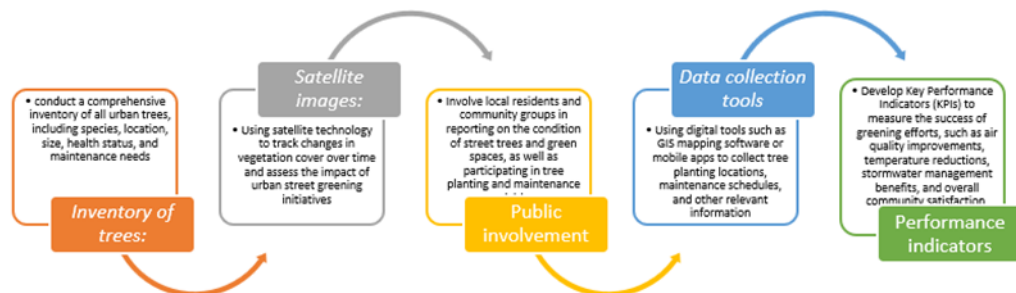 • conduct a comprehensive
inventory of all urban trees,
including species, location,
size, health status, and
maintenance needs
Inventory of
trees:
Satellite
images:
• Using satellite technology
to track changes in
vegetation cover over time
and assess the impact of
urban street greening
initiatives
• Involve local residents and
community groups in
reporting on the condition
of street trees and green
spaces, as well as
participating in tree
planting and maintenance
Public
involvement
Data collection
tools
• Using digital tools such as
GIS mapping software or
mobile apps to collect tree
planting locations,
maintenance schedules,
and other relevant
information
• Develop Key Performance
Indicators (KPIs) to
measure the success of
greening efforts, such as air
quality improvements,
temperature reductions,
stormwater management
benefits, and overall
community satisfaction
Performance
indicators